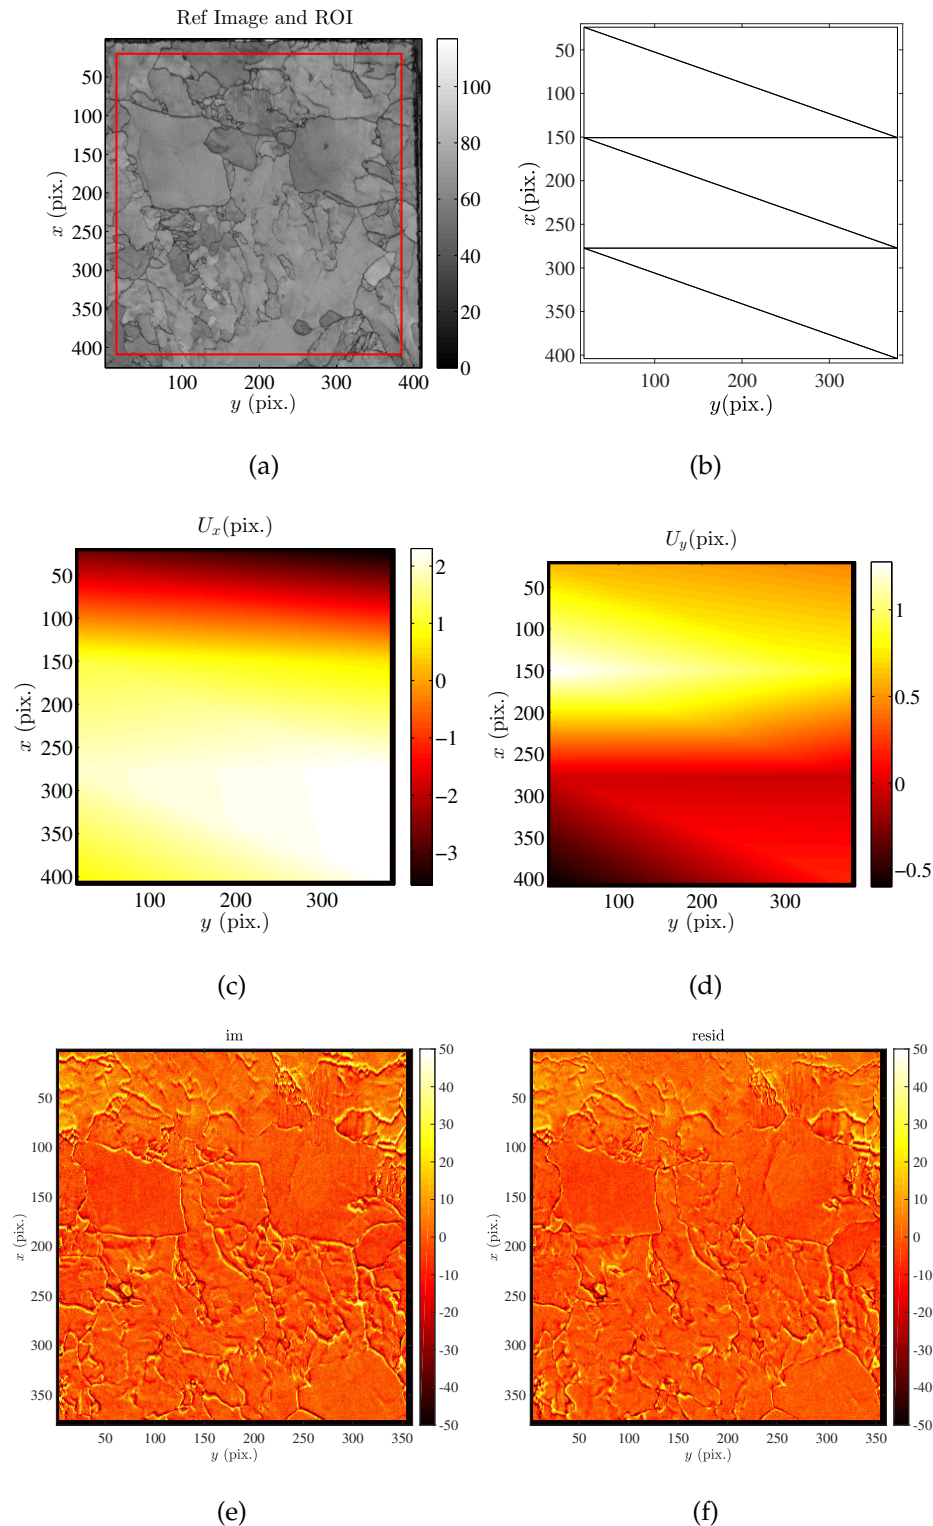 Ref Image and ROI
50
100
150
200
250
300
350
400
x (pix.)
100 200 300 400
y (pix.)
100
80
60
40
20
0
(a)
50
100
150
200
250
300
350
400
x(pix.)
100 200 300
y(pix.)
(b)
Ux(pix.)
50
100
150
200
250
300
350
400
x (pix.)
100 200 300
y (pix.)
2
1
0
−1
−2
−3
(c)
Uy(pix.)
50
100
150
200
250
300
350
400
x (pix.)
100 200 300
y (pix.)
1
0.5
0
−0.5
(d)
im
50
100
150
200
250
300
350
x (pix.)
50 100 150 200 250 300 350
y (pix.)
50
40
30
20
10
0
-10
-20
-30
-40
-50
(e)
resid
50
100
150
200
250
300
350
x (pix.)
50 100 150 200 250 300 350
y (pix.)
50
40
30
20
10
0
-10
-20
-30
-40
-50
(f)